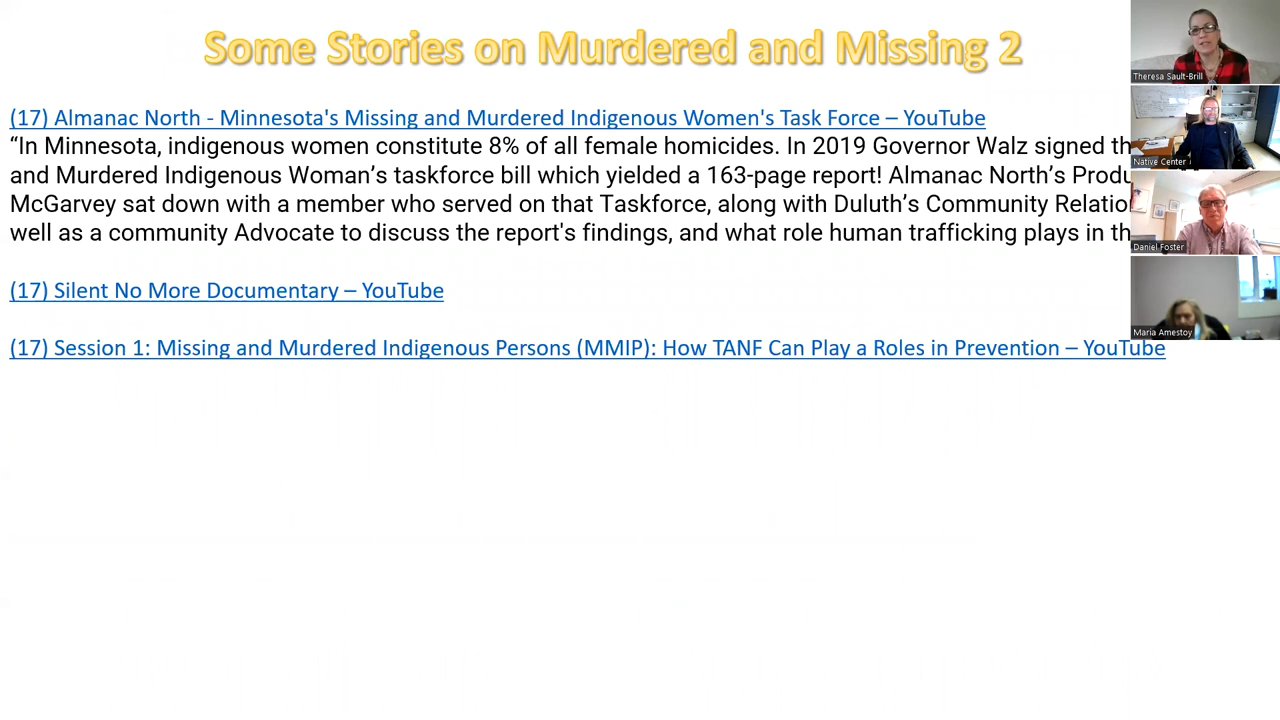 Some Stories on Murdered and Missing 2
(17) Almanac North - Minnesota's Missing and Murdered Indigenous Women's Task Force – YouTube
“In Minnesota, indigenous women constitute 8% of all female homicides. In 2019 Governor Walz signed th
and Murdered Indigenous Woman’s taskforce bill which yielded a 163-page report! Almanac North’s Produ
McGarvey sat down with a member who served on that Taskforce, along with Duluth’s Community Relatio
well as a community Advocate to discuss the report's findings, and what role human trafficking plays in th
(17) Silent No More Documentary – YouTube
(17) Session 1: Missing and Murdered Indigenous Persons (MMIP): How TANF Can Play a Roles in Prevention – YouTube
Theresa Sault-Brill
Native Center
Daniel Foster
Maria Amestoy